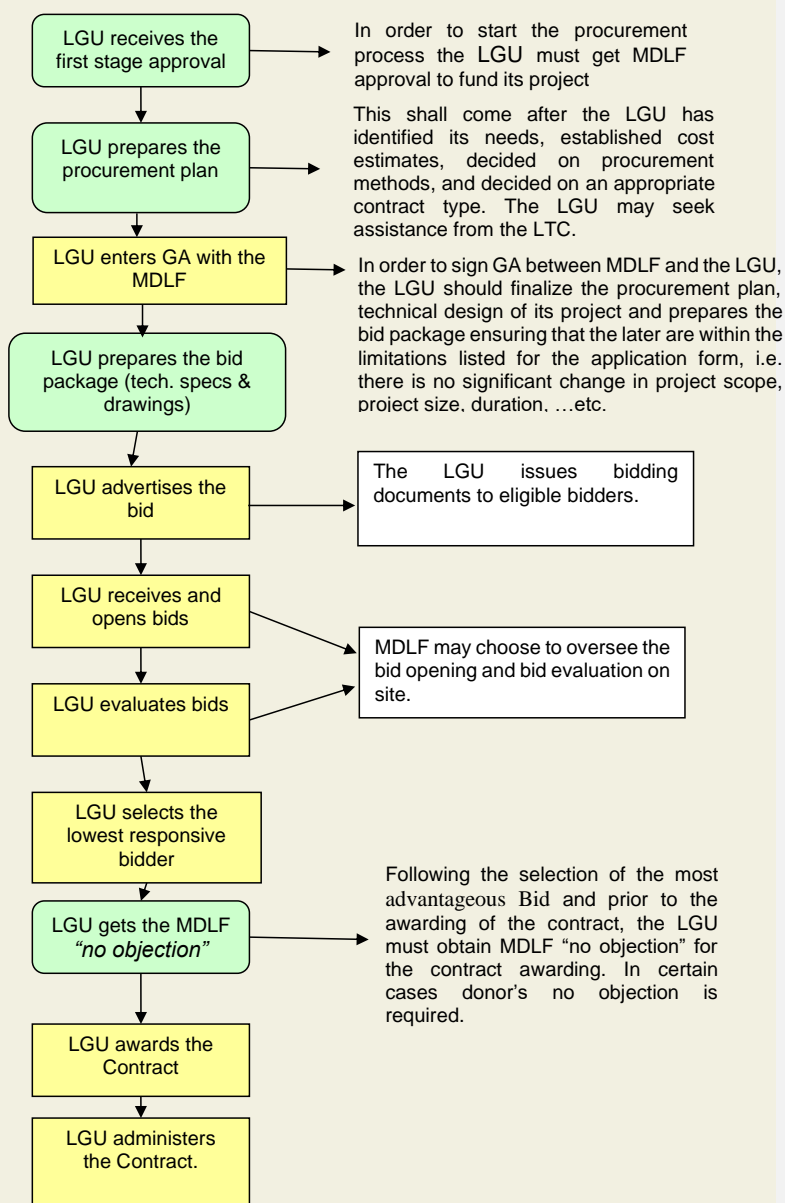 LGU receives the
first stage approval
In order to start the procurement
process the LGU must get MDLF
approval to fund its project
LGU prepares the
procurement plan
This shall come after the LGU has
identified its needs, established cost
estimates, decided on procurement
methods, and decided on an appropriate
contract type. The LGU may seek
assistance from the LTC.
LGU enters GA with the
MDLF
In order to sign GA between MDLF and the LGU,
the LGU should finalize the procurement plan,
technical design of its project and prepares the
bid package ensuring that the later are within the
limitations listed for the application form, i.e.
there is no significant change in project scope,
project size, duration, …etc.
LGU prepares the bid
package (tech. specs &
drawings)
LGU advertises the
bid
The LGU issues bidding
documents to eligible bidders.
LGU receives and
opens bids
MDLF may choose to oversee the
bid opening and bid evaluation on
site.
LGU evaluates bids
LGU selects the
lowest responsive
bidder
LGU gets the MDLF
“no objection”
Following the selection of the most
advantageous Bid and prior to the
awarding of the contract, the LGU
must obtain MDLF “no objection” for
the contract awarding. In certain
cases donor’s no objection is
required.
LGU awards the
Contract
LGU administers
the Contract.